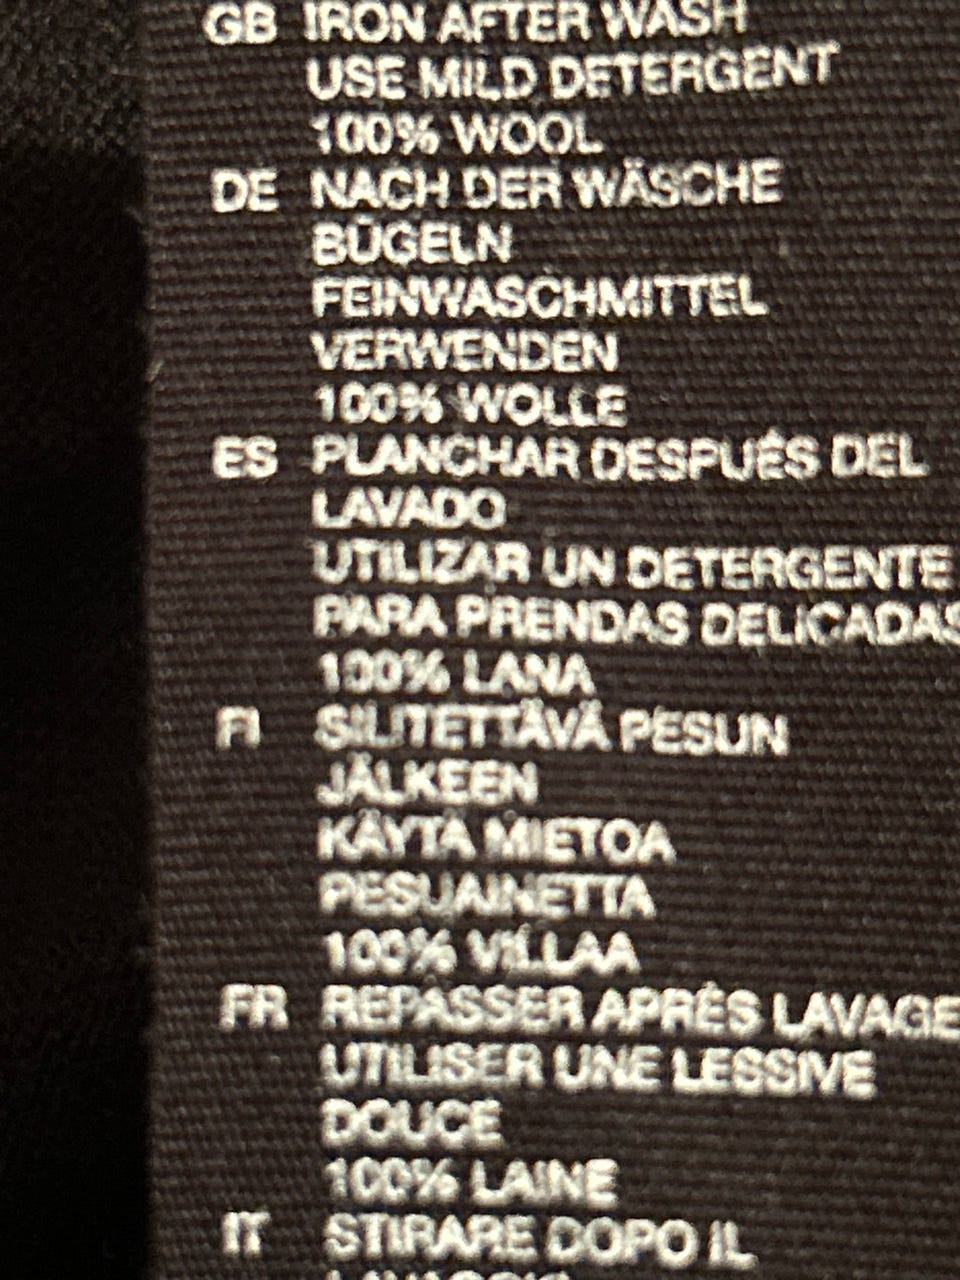 GB IRON AFTER WASH
USE MILD DETERGENT
100% WOOL
DE NACH DER WÄSCHE
BÜGELN
FEINWASCHMITTEL
VERWENDEN
100% WOLLE
ES PLANCHAR DESPUÉS DEL
LAVADO
UTILIZAR UN DETERGENTE
PARA PRENDAS DELICADAS
100% LANA
FI SILITETTÄVÄ PESUN
JÄLKEEN
KÄYTÄ MIETOA
PESUAINETTA
100% VILLAA
FR REPASSER APRÈS LAVAGE
UTILISER UNE LESSIVE
DOUCE
100% LAINE
IT STIRARE DOPO IL